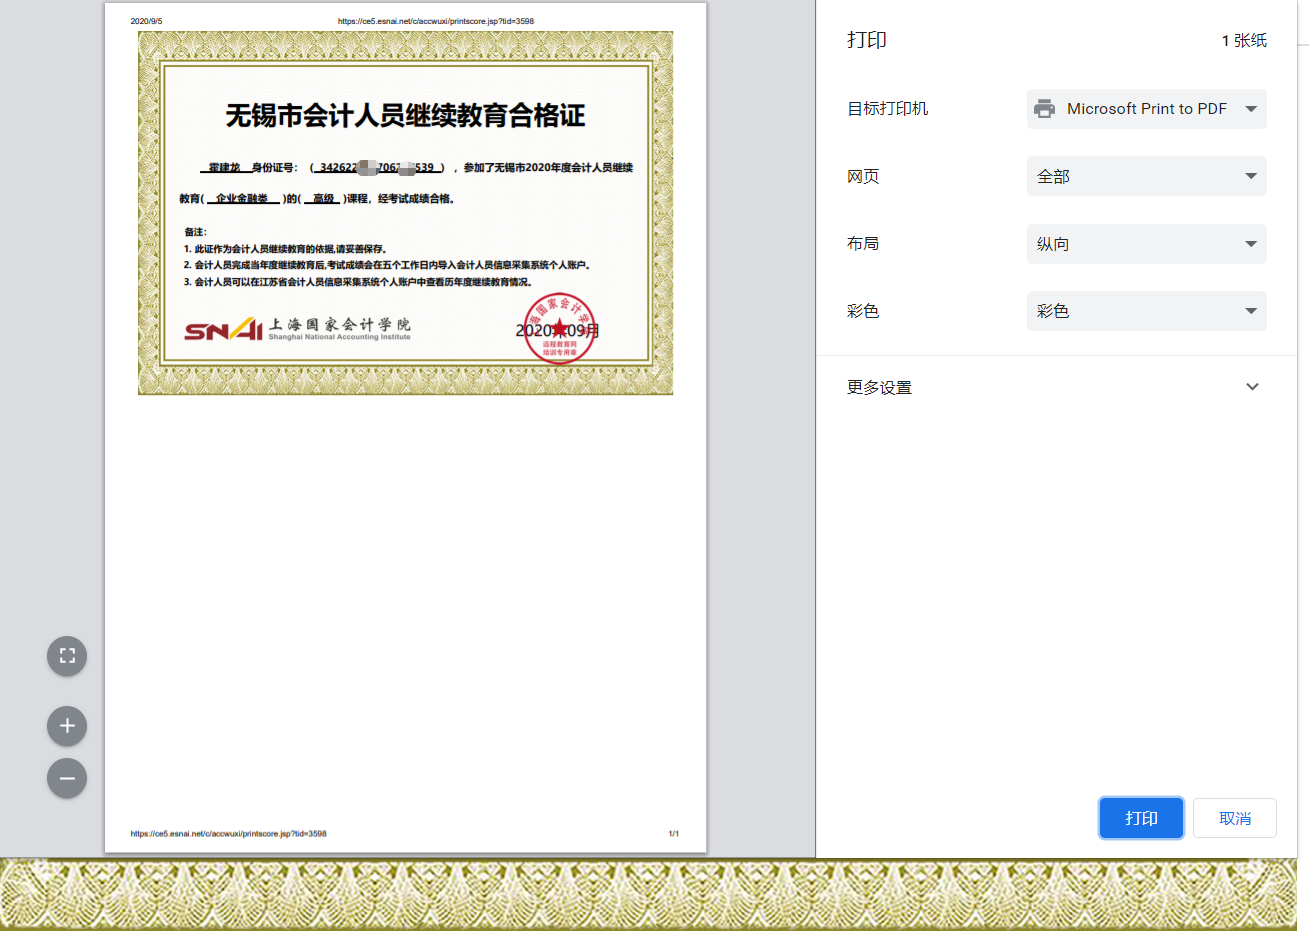 2020/9/5 https://ce5.esnai.net/c/accwuxi/printscore.jsp?tid=3598
无锡市会计人员继续教育合格证
霍建龙 身份证号：（ 342622 706 539 ），参加了无锡市2020年度会计人员继续
教育( 企业金融类 )的( 高级 )课程，经考试成绩合格。
备注:
1. 此证作为会计人员继续教育的依据,请妥善保存。
2. 会计人员完成当年度继续教育后,考试成绩会在五个工作日内导入会计人员信息采集系统个人账户。
3. 会计人员可以在江苏省会计人员信息采集系统个人账户中查看历年度继续教育情况。
SNAI 上海国家会计学院
Shanghai National Accounting Institute
海国家会计学
2020年09月
远程教育网
培训专用章
https://ce5.esnai.net/c/accwuxi/printscore.jsp?tid=3598 1/1
打印 1 张纸
目标打印机 Microsoft Print to PDF
网页 全部
布局 纵向
彩色 彩色
更多设置
打印 取消